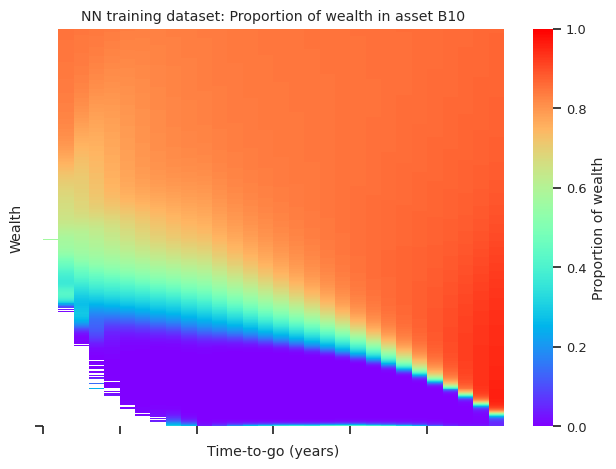 NN training dataset: Proportion of wealth in asset B10
Wealth
Time-to-go (years)
1.0
0.8
0.6
0.4
0.2
0.0
Proportion of wealth